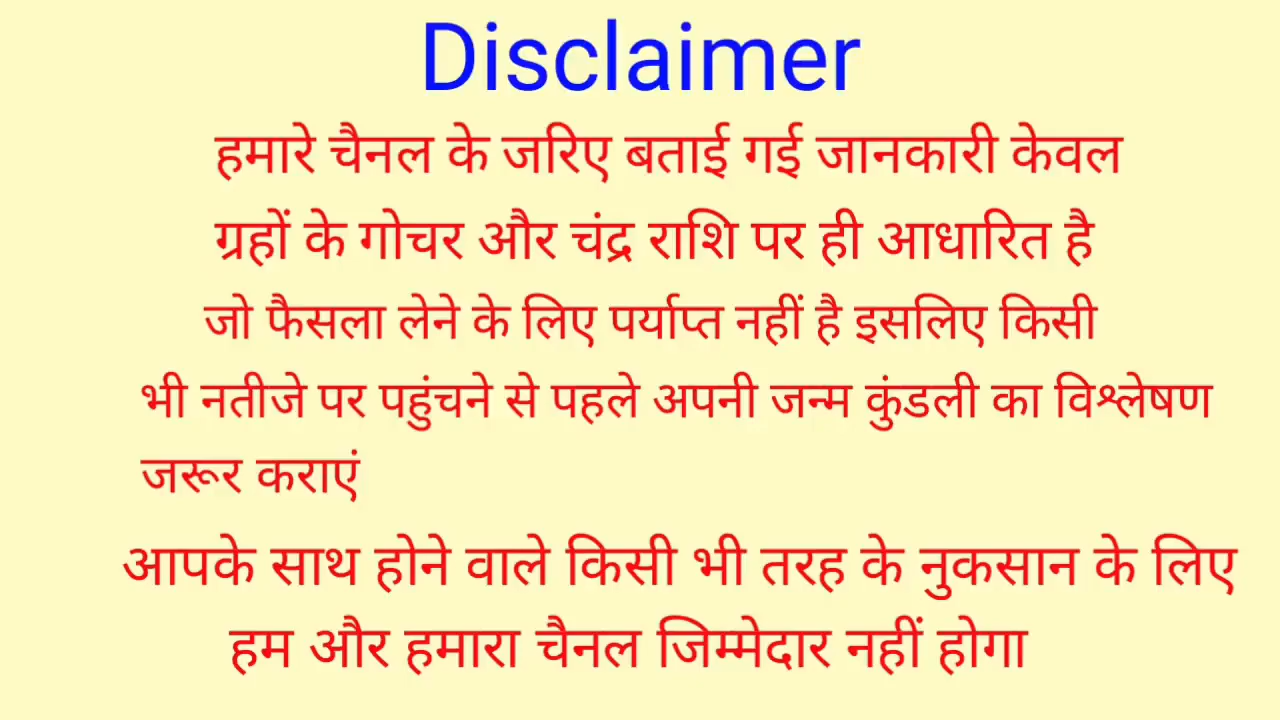 Disclaimer
हमारे चैनल के जरिए बताई गई जानकारी केवल
ग्रहों के गोचर और चंद्र राशि पर ही आधारित है
जो फैसला लेने के लिए पर्याप्त नहीं है इसलिए किसी
भी नतीजे पर पहुंचने से पहले अपनी जन्म कुंडली का विश्लेषण
जरूर कराएं
आपके साथ होने वाले किसी भी तरह के नुकसान के लिए
हम और हमारा चैनल जिम्मेदार नहीं होगा